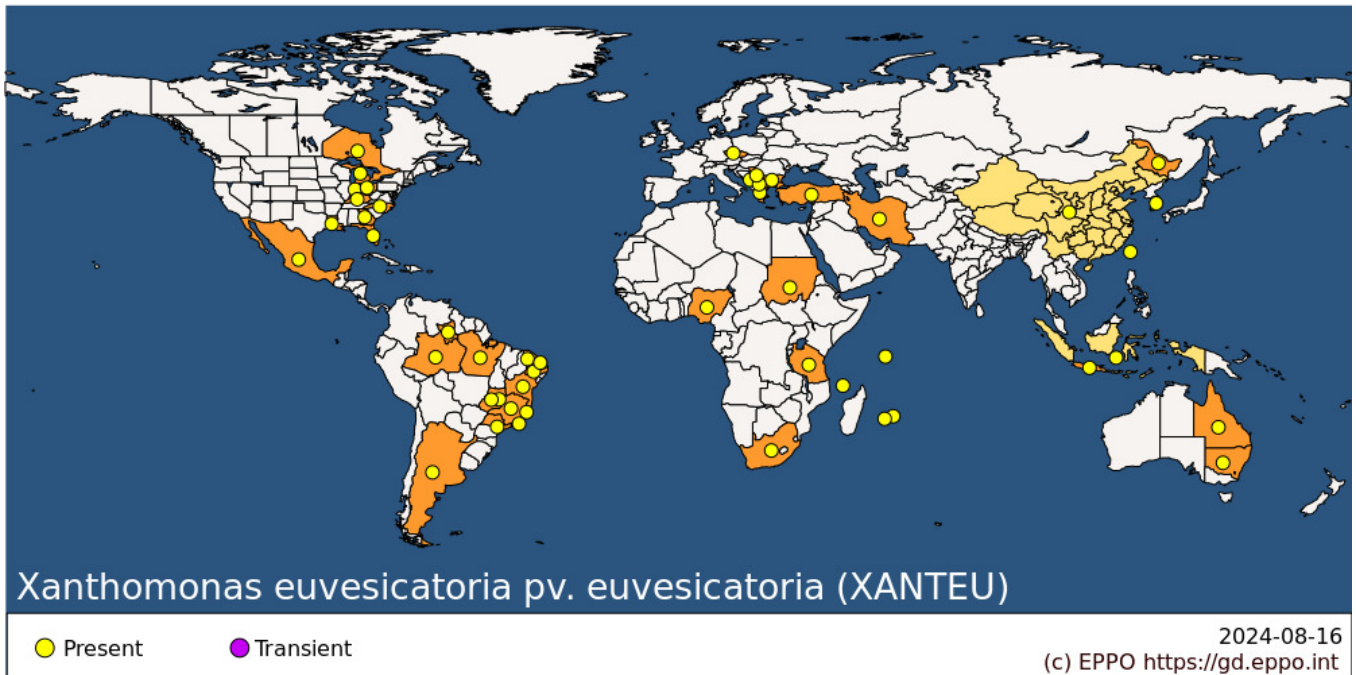 Xanthomonas euvesicatoria pv. euvesicatoria (XANTEU)
Present
Transient
2024-08-16
(c) EPPO https://gd.eppo.int